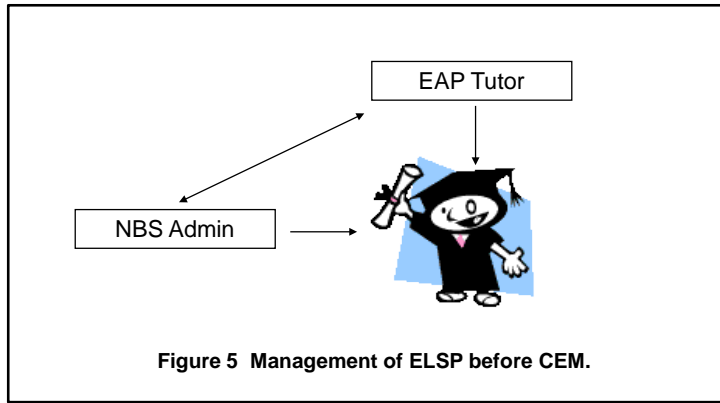 EAP Tutor
NBS Admin
Figure 5 Management of ELSP before CEM.